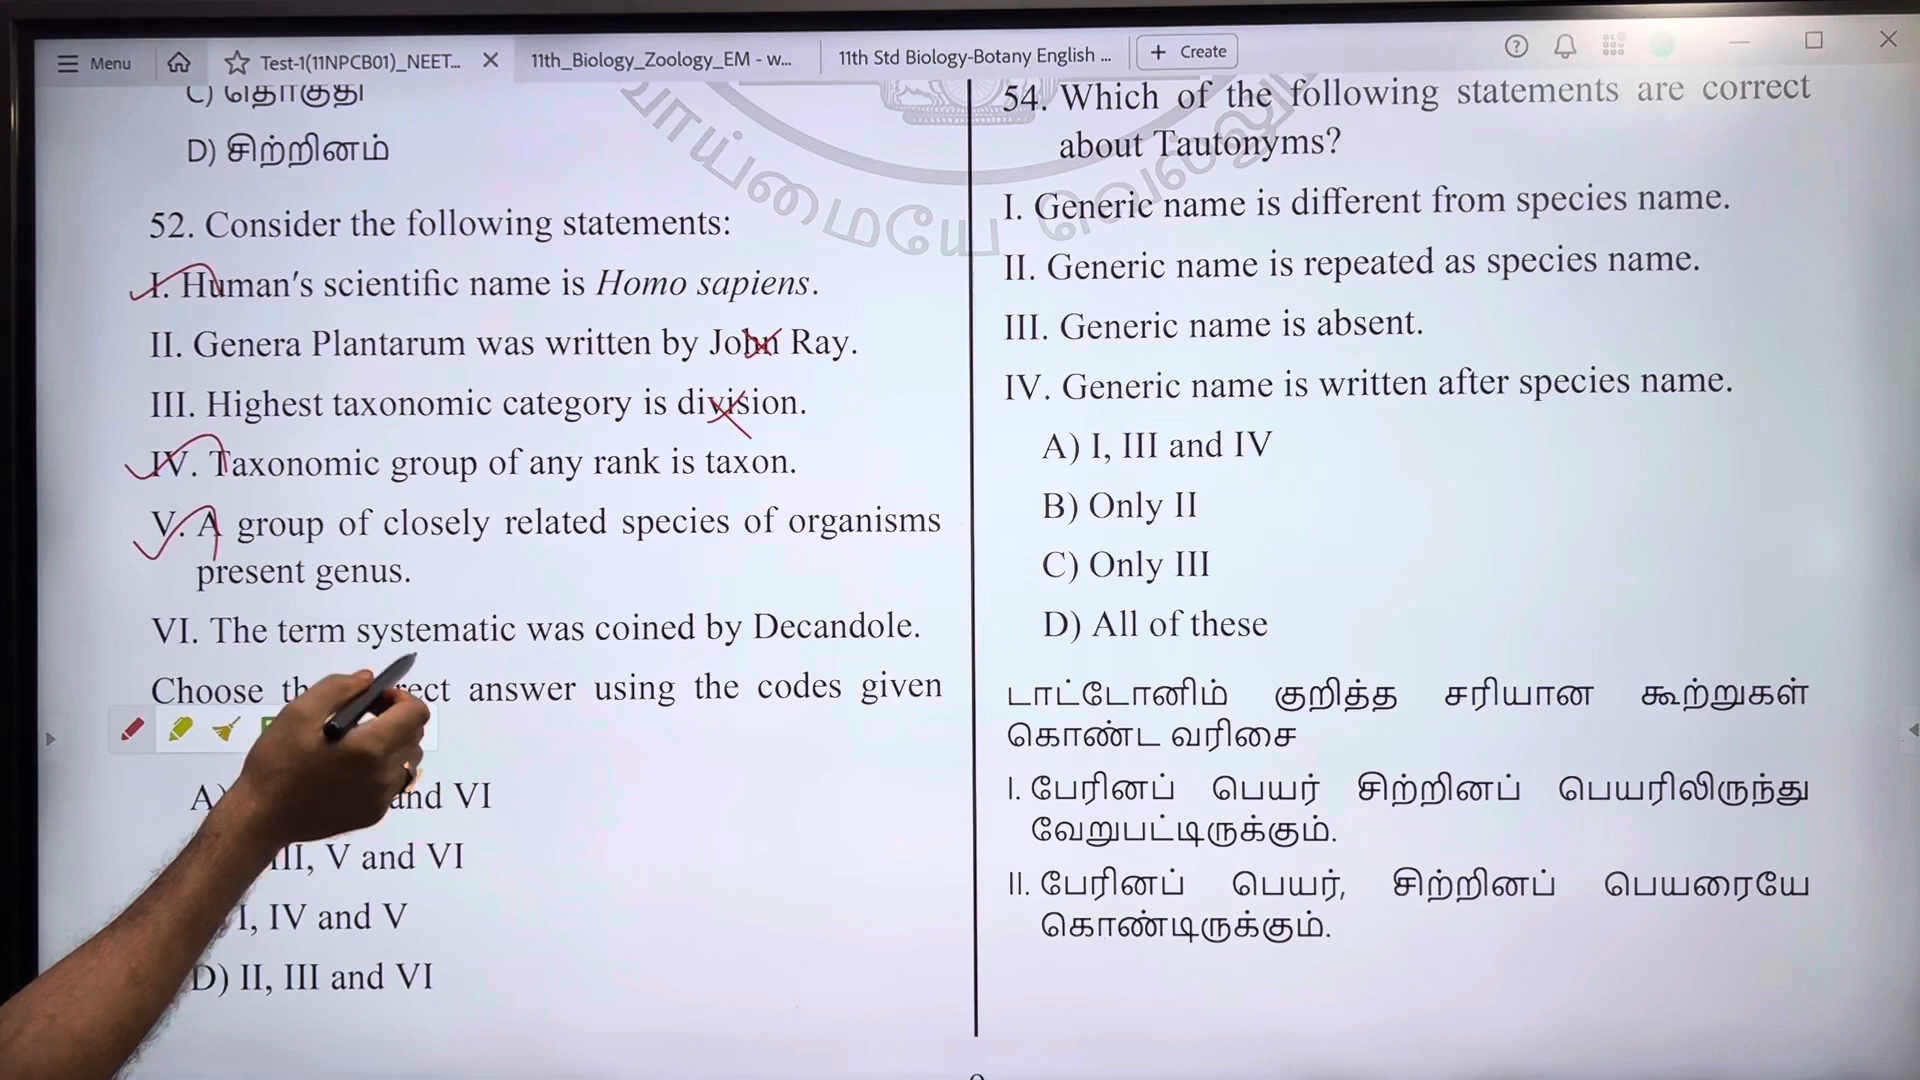 Menu
Test-1(11NPCB01)_NEET...
11th_Biology_Zoology_EM - w...
11th Std Biology-Botany English ...
+ Create
C) தொகுதி
D) சிற்றினம்
52. Consider the following statements:
I. Human's scientific name is Homo sapiens.
II. Genera Plantarum was written by John Ray.
III. Highest taxonomic category is division.
IV. Taxonomic group of any rank is taxon.
V. A group of closely related species of organisms
present genus.
VI. The term systematic was coined by Decandole.
Choose answer using the codes given
A) and VI
III, V and VI
I, IV and V
D) II, III and VI
வாய்மையே வெல்லும்
54. Which of the following statements are correct
about Tautonyms?
I. Generic name is different from species name.
II. Generic name is repeated as species name.
III. Generic name is absent.
IV. Generic name is written after species name.
A) I, III and IV
B) Only II
C) Only III
D) All of these
டாட்டோனிம் குறித்த சரியான கூற்றுகள்
கொண்ட வரிசை
I. பேரினப் பெயர் சிற்றினப் பெயரிலிருந்து
வேறுபட்டிருக்கும்.
II. பேரினப் பெயர், சிற்றினப் பெயரையே
கொண்டிருக்கும்.